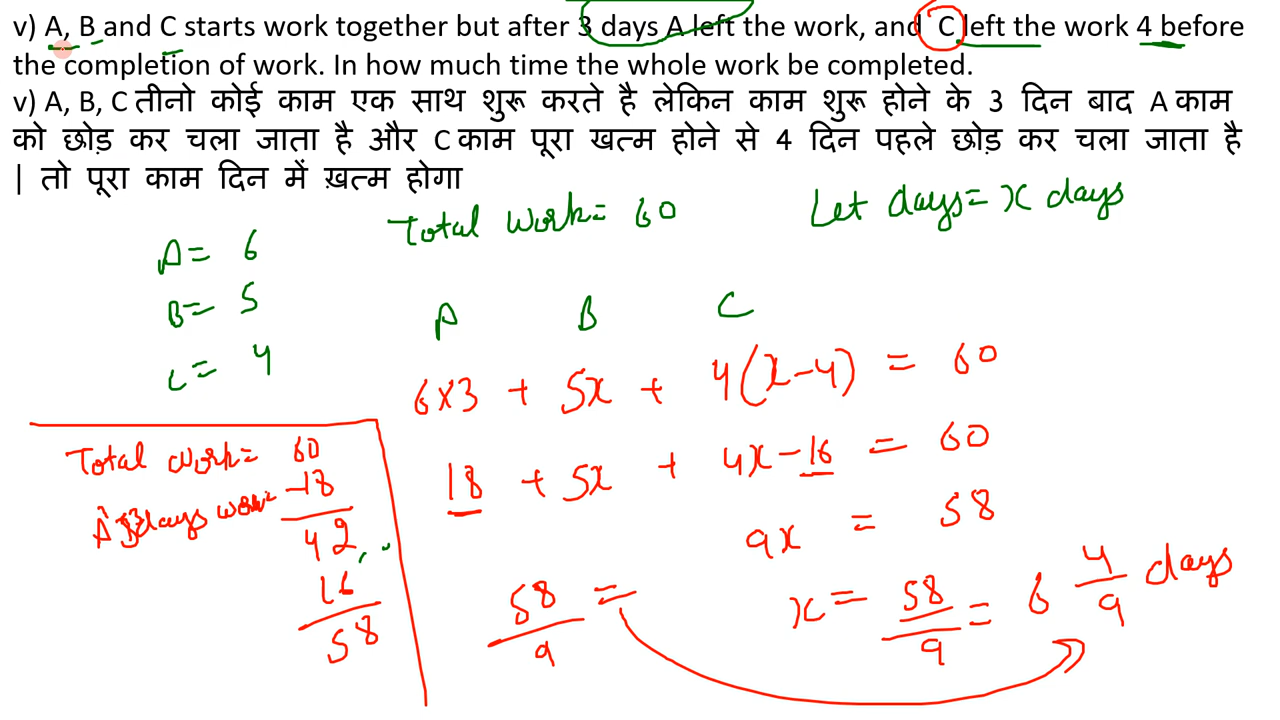 v) A, B and C starts work together but after 3 days A left the work, and C left the work 4 before
the completion of work. In how much time the whole work be completed.
v) A, B, C तीनो कोई काम एक साथ शुरू करते है लेकिन काम शुरू होने के 3 दिन बाद A काम
को छोड़ कर चला जाता है और C काम पूरा खत्म होने से 4 दिन पहले छोड़ कर चला जाता है
| तो पूरा काम दिन में ख़त्म होगा
Total work= 60 Let days= x days
A= 6
B= 5
C= 4
A B C
6x3 + 5x + 4(x-4) = 60
18 + 5x + 4x-16 = 60
9x = 58
x= 58/9 = 6 4/9 days
Total work= 60
A 3 days work= -18
42
16
58
58/9 =